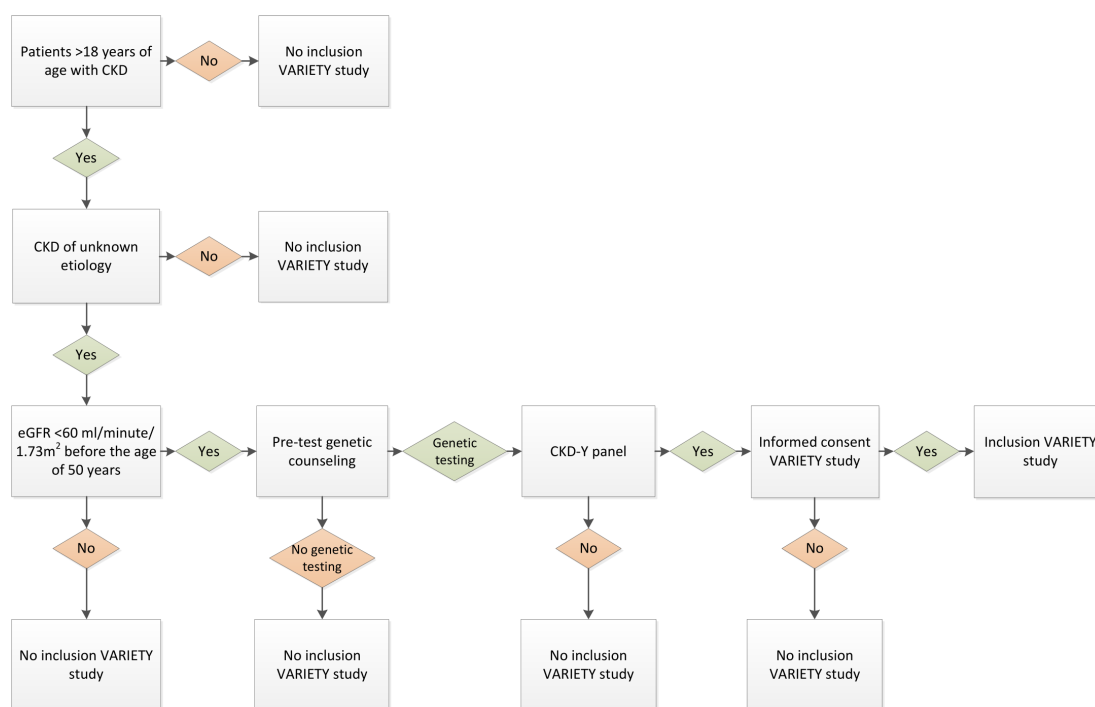 Patients >18 years of
age with CKD
No
No inclusion
VARIETY study
Yes
CKD of unknown
etiology
No
No inclusion
VARIETY study
Yes
eGFR <60 ml/minute/
1.73m² before the age
of 50 years
Yes
Pre-test genetic
counseling
Genetic
testing
CKD-Y panel
Yes
Informed consent
VARIETY study
Yes
Inclusion VARIETY
study
No
No genetic
testing
No
No
No inclusion VARIETY
study
No inclusion
VARIETY study
No inclusion
VARIETY study
No inclusion
VARIETY study